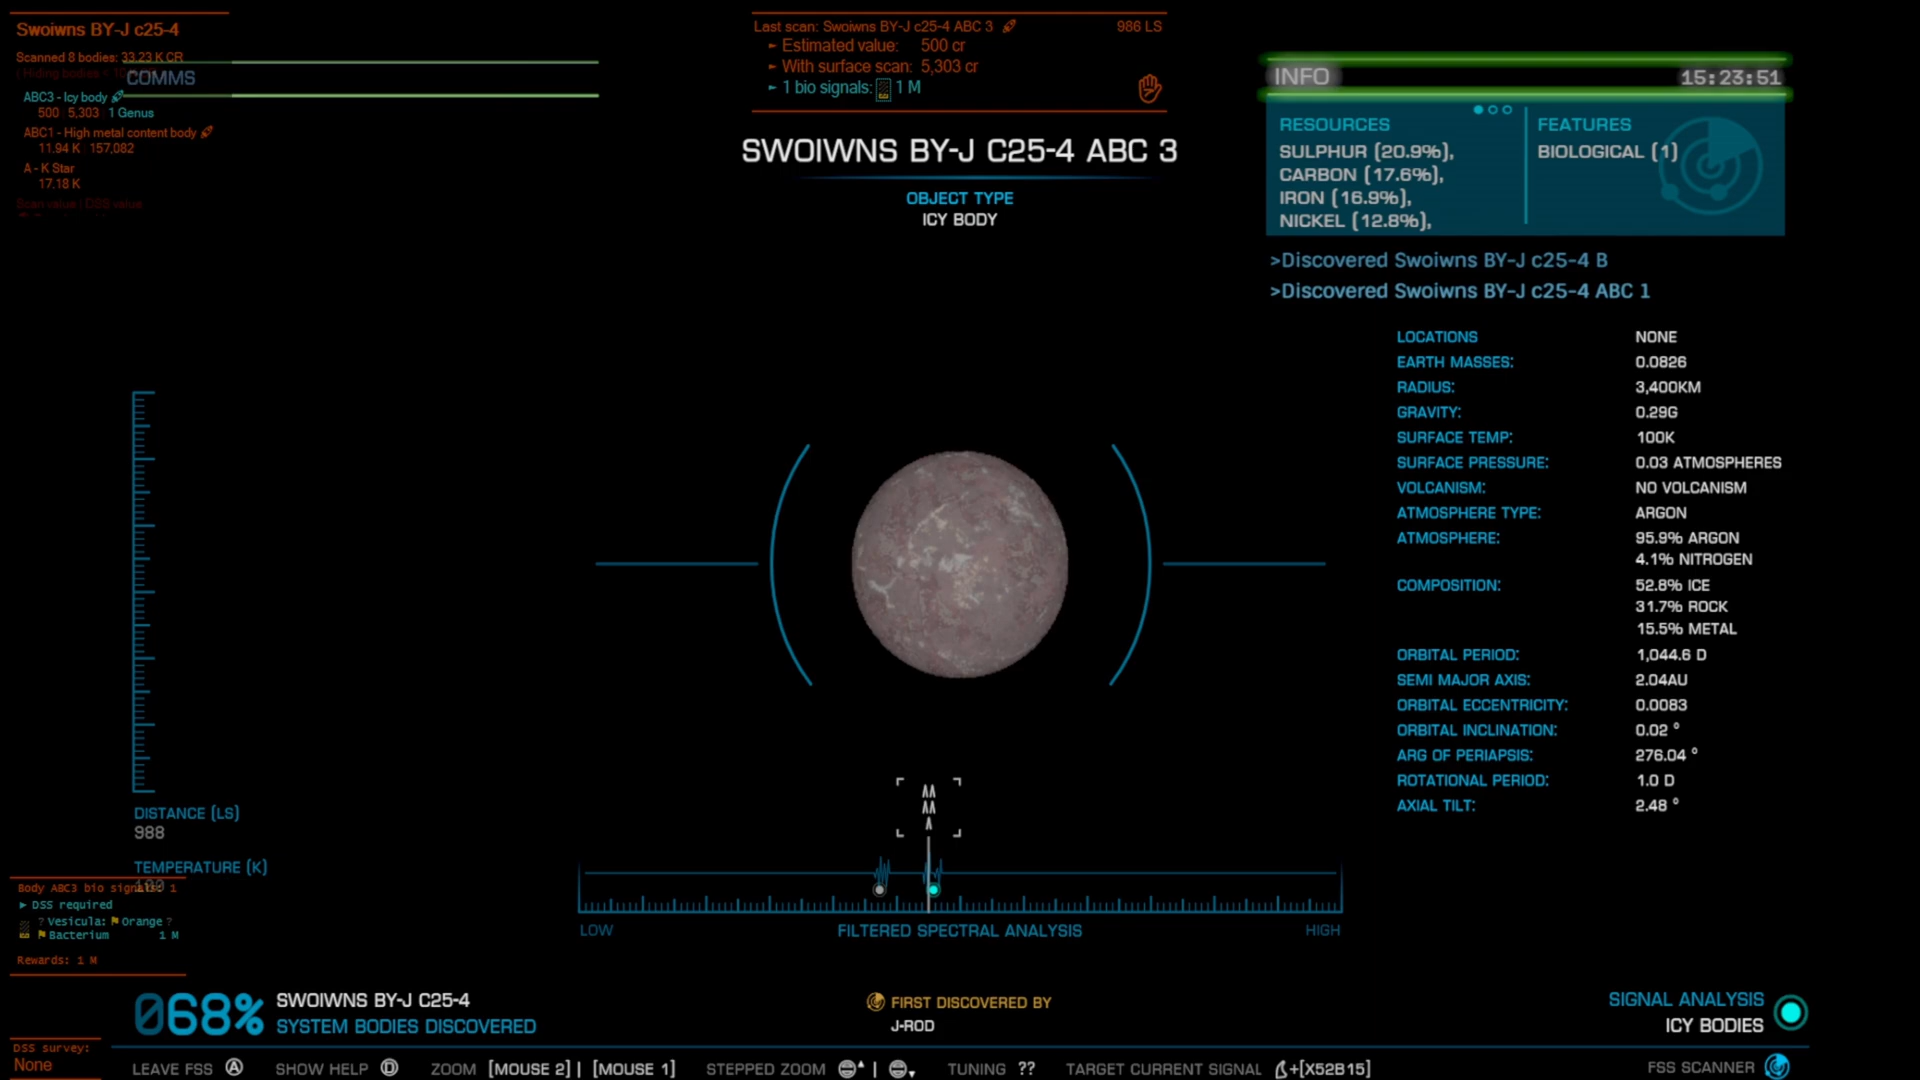 Swoiwns BY-J c25-4
Scanned 8 bodies: 33.23 K CR
COMMS
ABC3 - Icy body
500 5,303 1 Genus
ABC1 - High metal content body
11.94 K 157,082
A - K Star
17.18 K
Scan value | DSS value
Last scan: Swoiwns BY-J c25-4 ABC 3 986 LS
► Estimated value: 500 cr
► With surface scan: 5,303 cr
► 1 bio signals: 1 M
SWOIWNS BY-J C25-4 ABC 3
OBJECT TYPE
ICY BODY
INFO 15:23:51
RESOURCES
SULPHUR (20.9%),
CARBON (17.6%),
IRON (16.9%),
NICKEL (12.8%),
FEATURES
BIOLOGICAL (1)
>Discovered Swoiwns BY-J c25-4 B
>Discovered Swoiwns BY-J c25-4 ABC 1
LOCATIONS NONE
EARTH MASSES: 0.0826
RADIUS: 3,400KM
GRAVITY: 0.29G
SURFACE TEMP: 100K
SURFACE PRESSURE: 0.03 ATMOSPHERES
VOLCANISM: NO VOLCANISM
ATMOSPHERE TYPE: ARGON
ATMOSPHERE: 95.9% ARGON
4.1% NITROGEN
COMPOSITION: 52.8% ICE
31.7% ROCK
15.5% METAL
ORBITAL PERIOD: 1,044.6 D
SEMI MAJOR AXIS: 2.04AU
ORBITAL ECCENTRICITY: 0.0083
ORBITAL INCLINATION: 0.02 °
ARG OF PERIAPSIS: 276.04 °
ROTATIONAL PERIOD: 1.0 D
AXIAL TILT: 2.48 °
DISTANCE (LS)
988
TEMPERATURE (K)
Body ABC3 bio signals: 1
► DSS required
? Vesicula: Orange ?
Bacterium 1 M
Rewards: 1 M
LOW FILTERED SPECTRAL ANALYSIS HIGH
068% SWOIWNS BY-J C25-4
SYSTEM BODIES DISCOVERED
FIRST DISCOVERED BY
J-ROD
SIGNAL ANALYSIS
ICY BODIES
DSS survey:
None
LEAVE FSS A SHOW HELP D ZOOM [MOUSE 2] | [MOUSE 1] STEPPED ZOOM | TUNING ?? TARGET CURRENT SIGNAL +[X52B15] FSS SCANNER